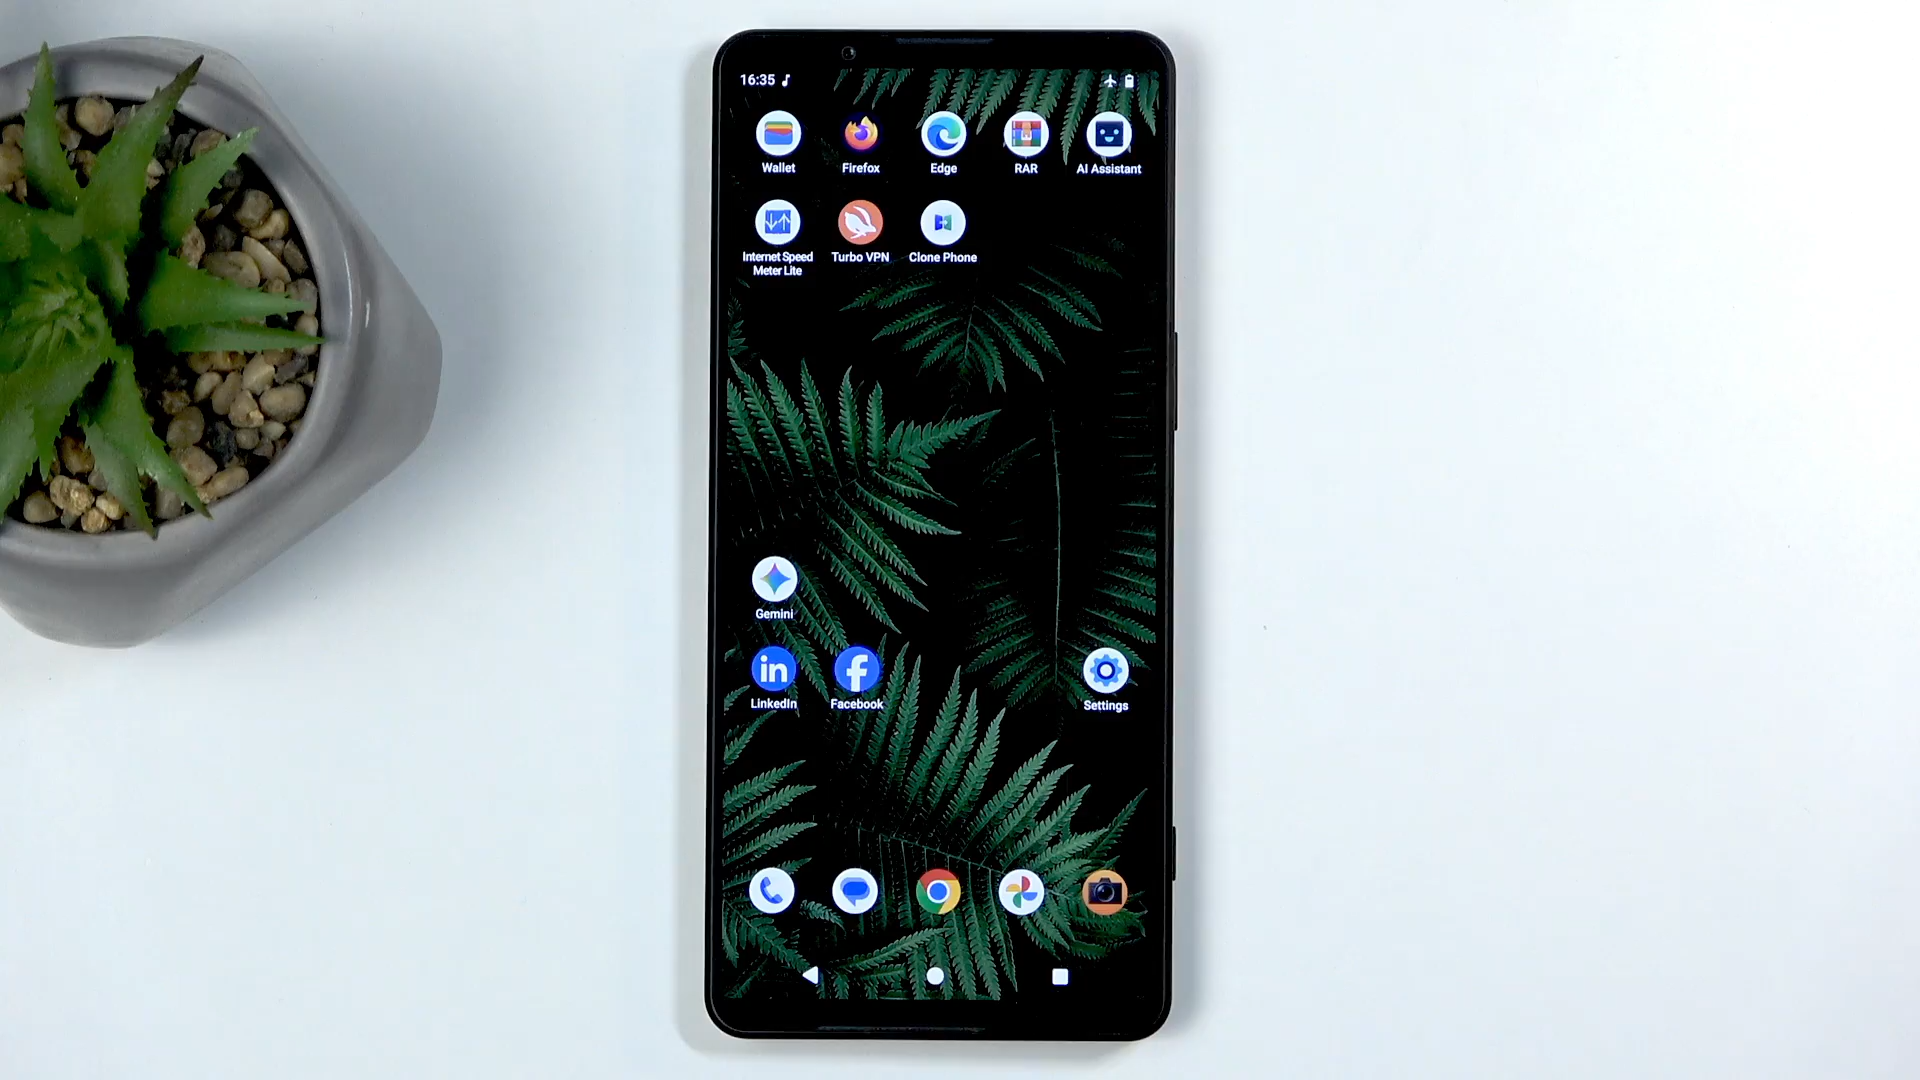 16:35
Wallet
Firefox
Edge
RAR
AI Assistant
Internet Speed
Meter Lite
Turbo VPN
Clone Phone
Gemini
in
LinkedIn
Facebook
Settings